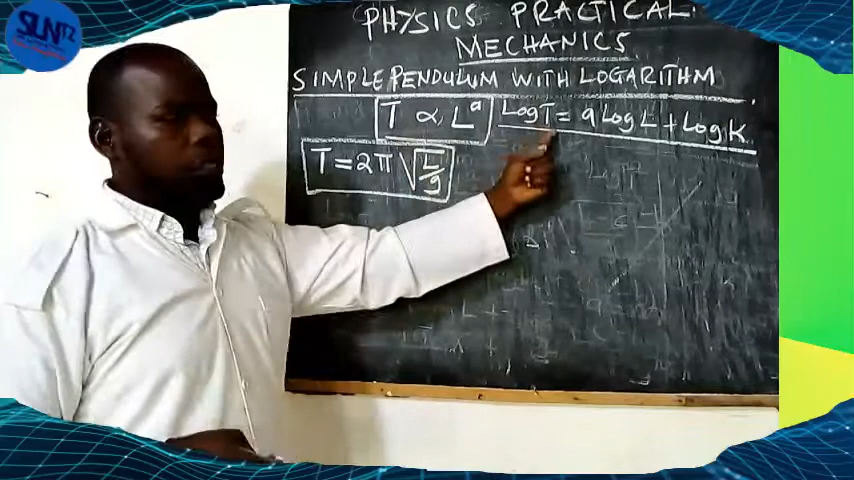 SLNTZ
PHYSICS PRACTICAL.
MECHANICS
SIMPLE PENDULUM WITH LOGARITHM
T ∝ L^a LogT = a Log L + Log K
T = 2π √(L/g)